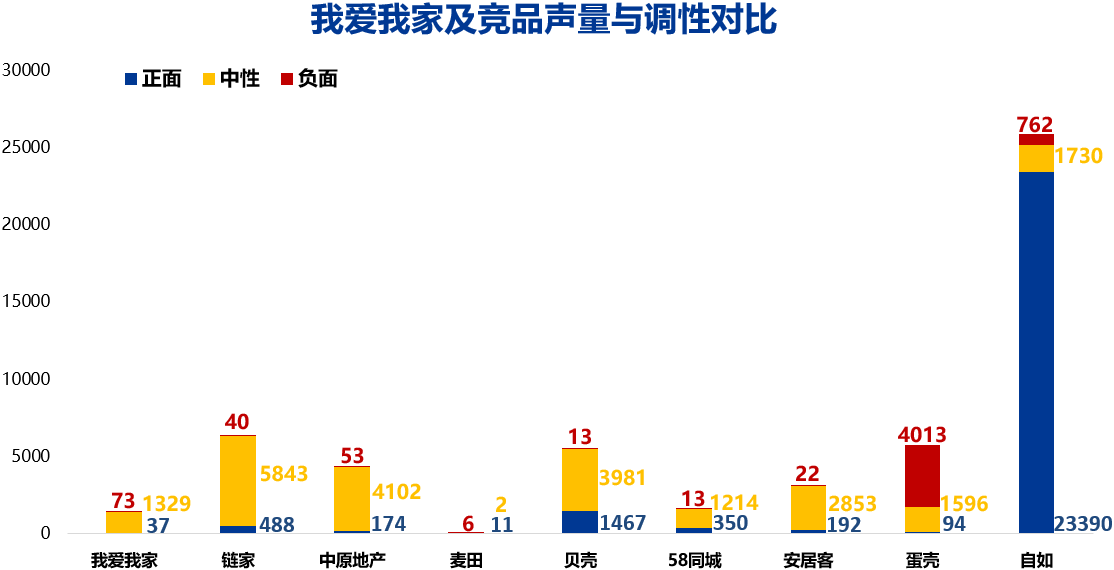 我爱我家及竞品声量与调性对比
30000
正面 中性 负面
25000
20000
15000
10000
5000
0
73 1329 37
40 5843 488
53 4102 174
6 2 11
13 3981 1467
13 1214 350
22 2853 192
4013 1596 94
762 1730 23390
我爱我家 链家 中原地产 麦田 贝壳 58同城 安居客 蛋壳 自如